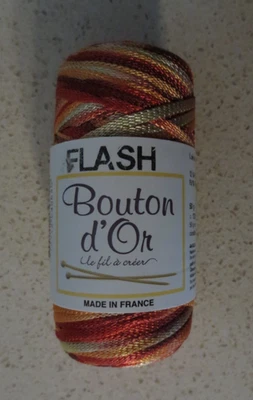 FLASH
Bouton
d'Or
le fil à créer
MADE IN FRANCE